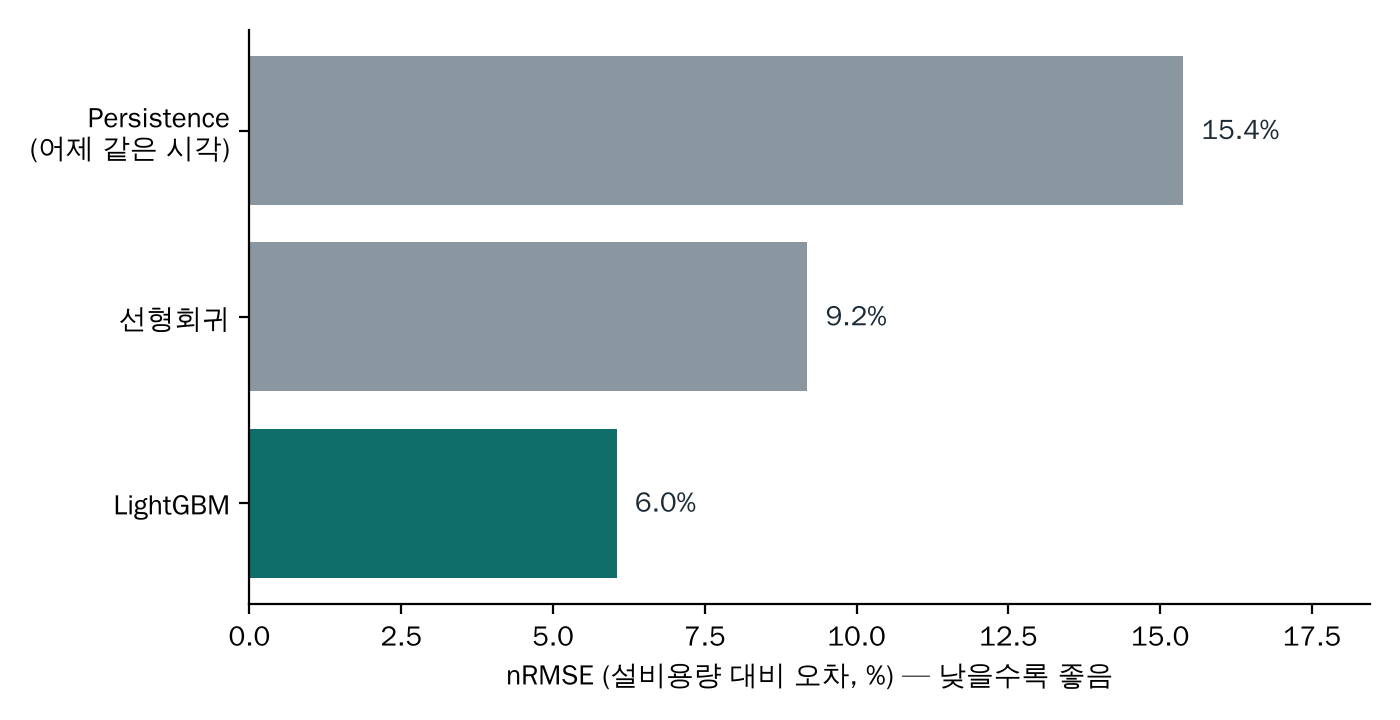 Persistence
(어제 같은 시각)
15.4%
선형회귀
9.2%
LightGBM
6.0%
0.0 2.5 5.0 7.5 10.0 12.5 15.0 17.5
nRMSE (설비용량 대비 오차, %) — 낮을수록 좋음